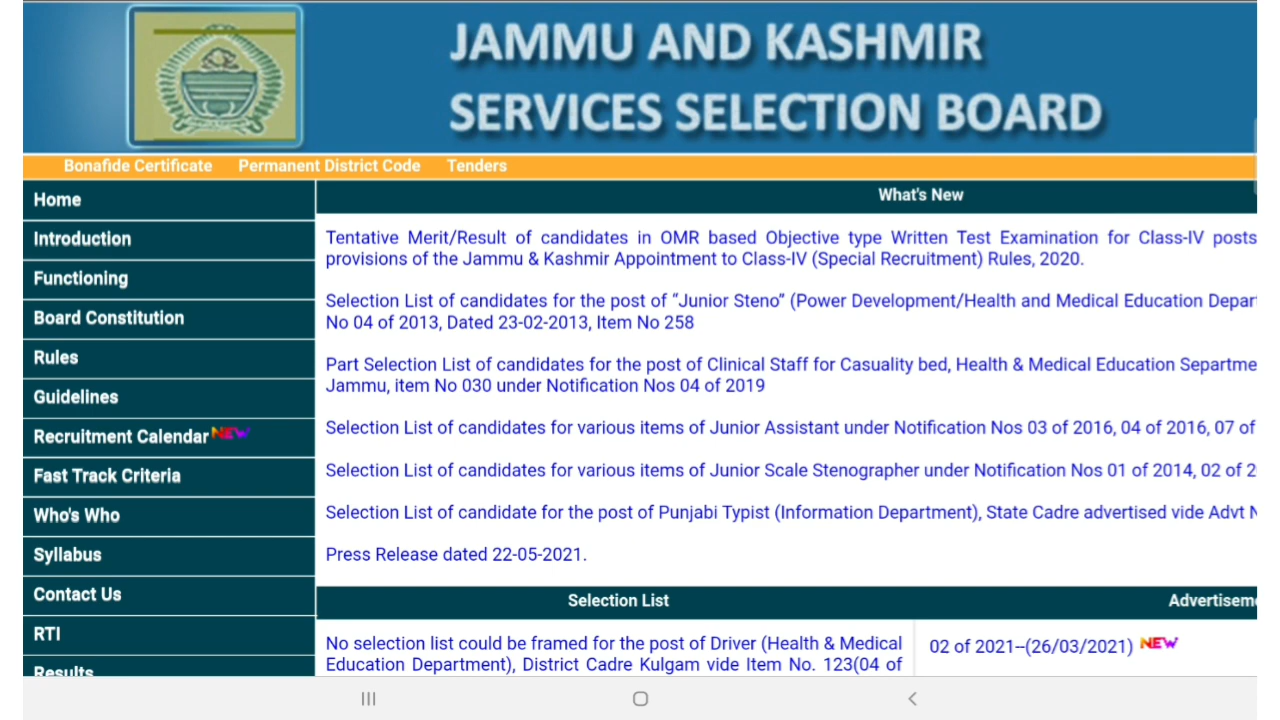 JAMMU AND KASHMIR
SERVICES SELECTION BOARD
Bonafide Certificate Permanent District Code Tenders
Home
Introduction
Functioning
Board Constitution
Rules
Guidelines
Recruitment Calendar NEW
Fast Track Criteria
Who's Who
Syllabus
Contact Us
RTI
Results
What's New
Tentative Merit/Result of candidates in OMR based Objective type Written Test Examination for Class-IV posts
provisions of the Jammu & Kashmir Appointment to Class-IV (Special Recruitment) Rules, 2020.
Selection List of candidates for the post of “Junior Steno” (Power Development/Health and Medical Education Depar
No 04 of 2013, Dated 23-02-2013, Item No 258
Part Selection List of candidates for the post of Clinical Staff for Casuality bed, Health & Medical Education Separtme
Jammu, item No 030 under Notification Nos 04 of 2019
Selection List of candidates for various items of Junior Assistant under Notification Nos 03 of 2016, 04 of 2016, 07 of
Selection List of candidates for various items of Junior Scale Stenographer under Notification Nos 01 of 2014, 02 of 2
Selection List of candidate for the post of Punjabi Typist (Information Department), State Cadre advertised vide Advt N
Press Release dated 22-05-2021.
Selection List
No selection list could be framed for the post of Driver (Health & Medical
Education Department), District Cadre Kulgam vide Item No. 123(04 of
Advertiseme
02 of 2021--(26/03/2021) NEW